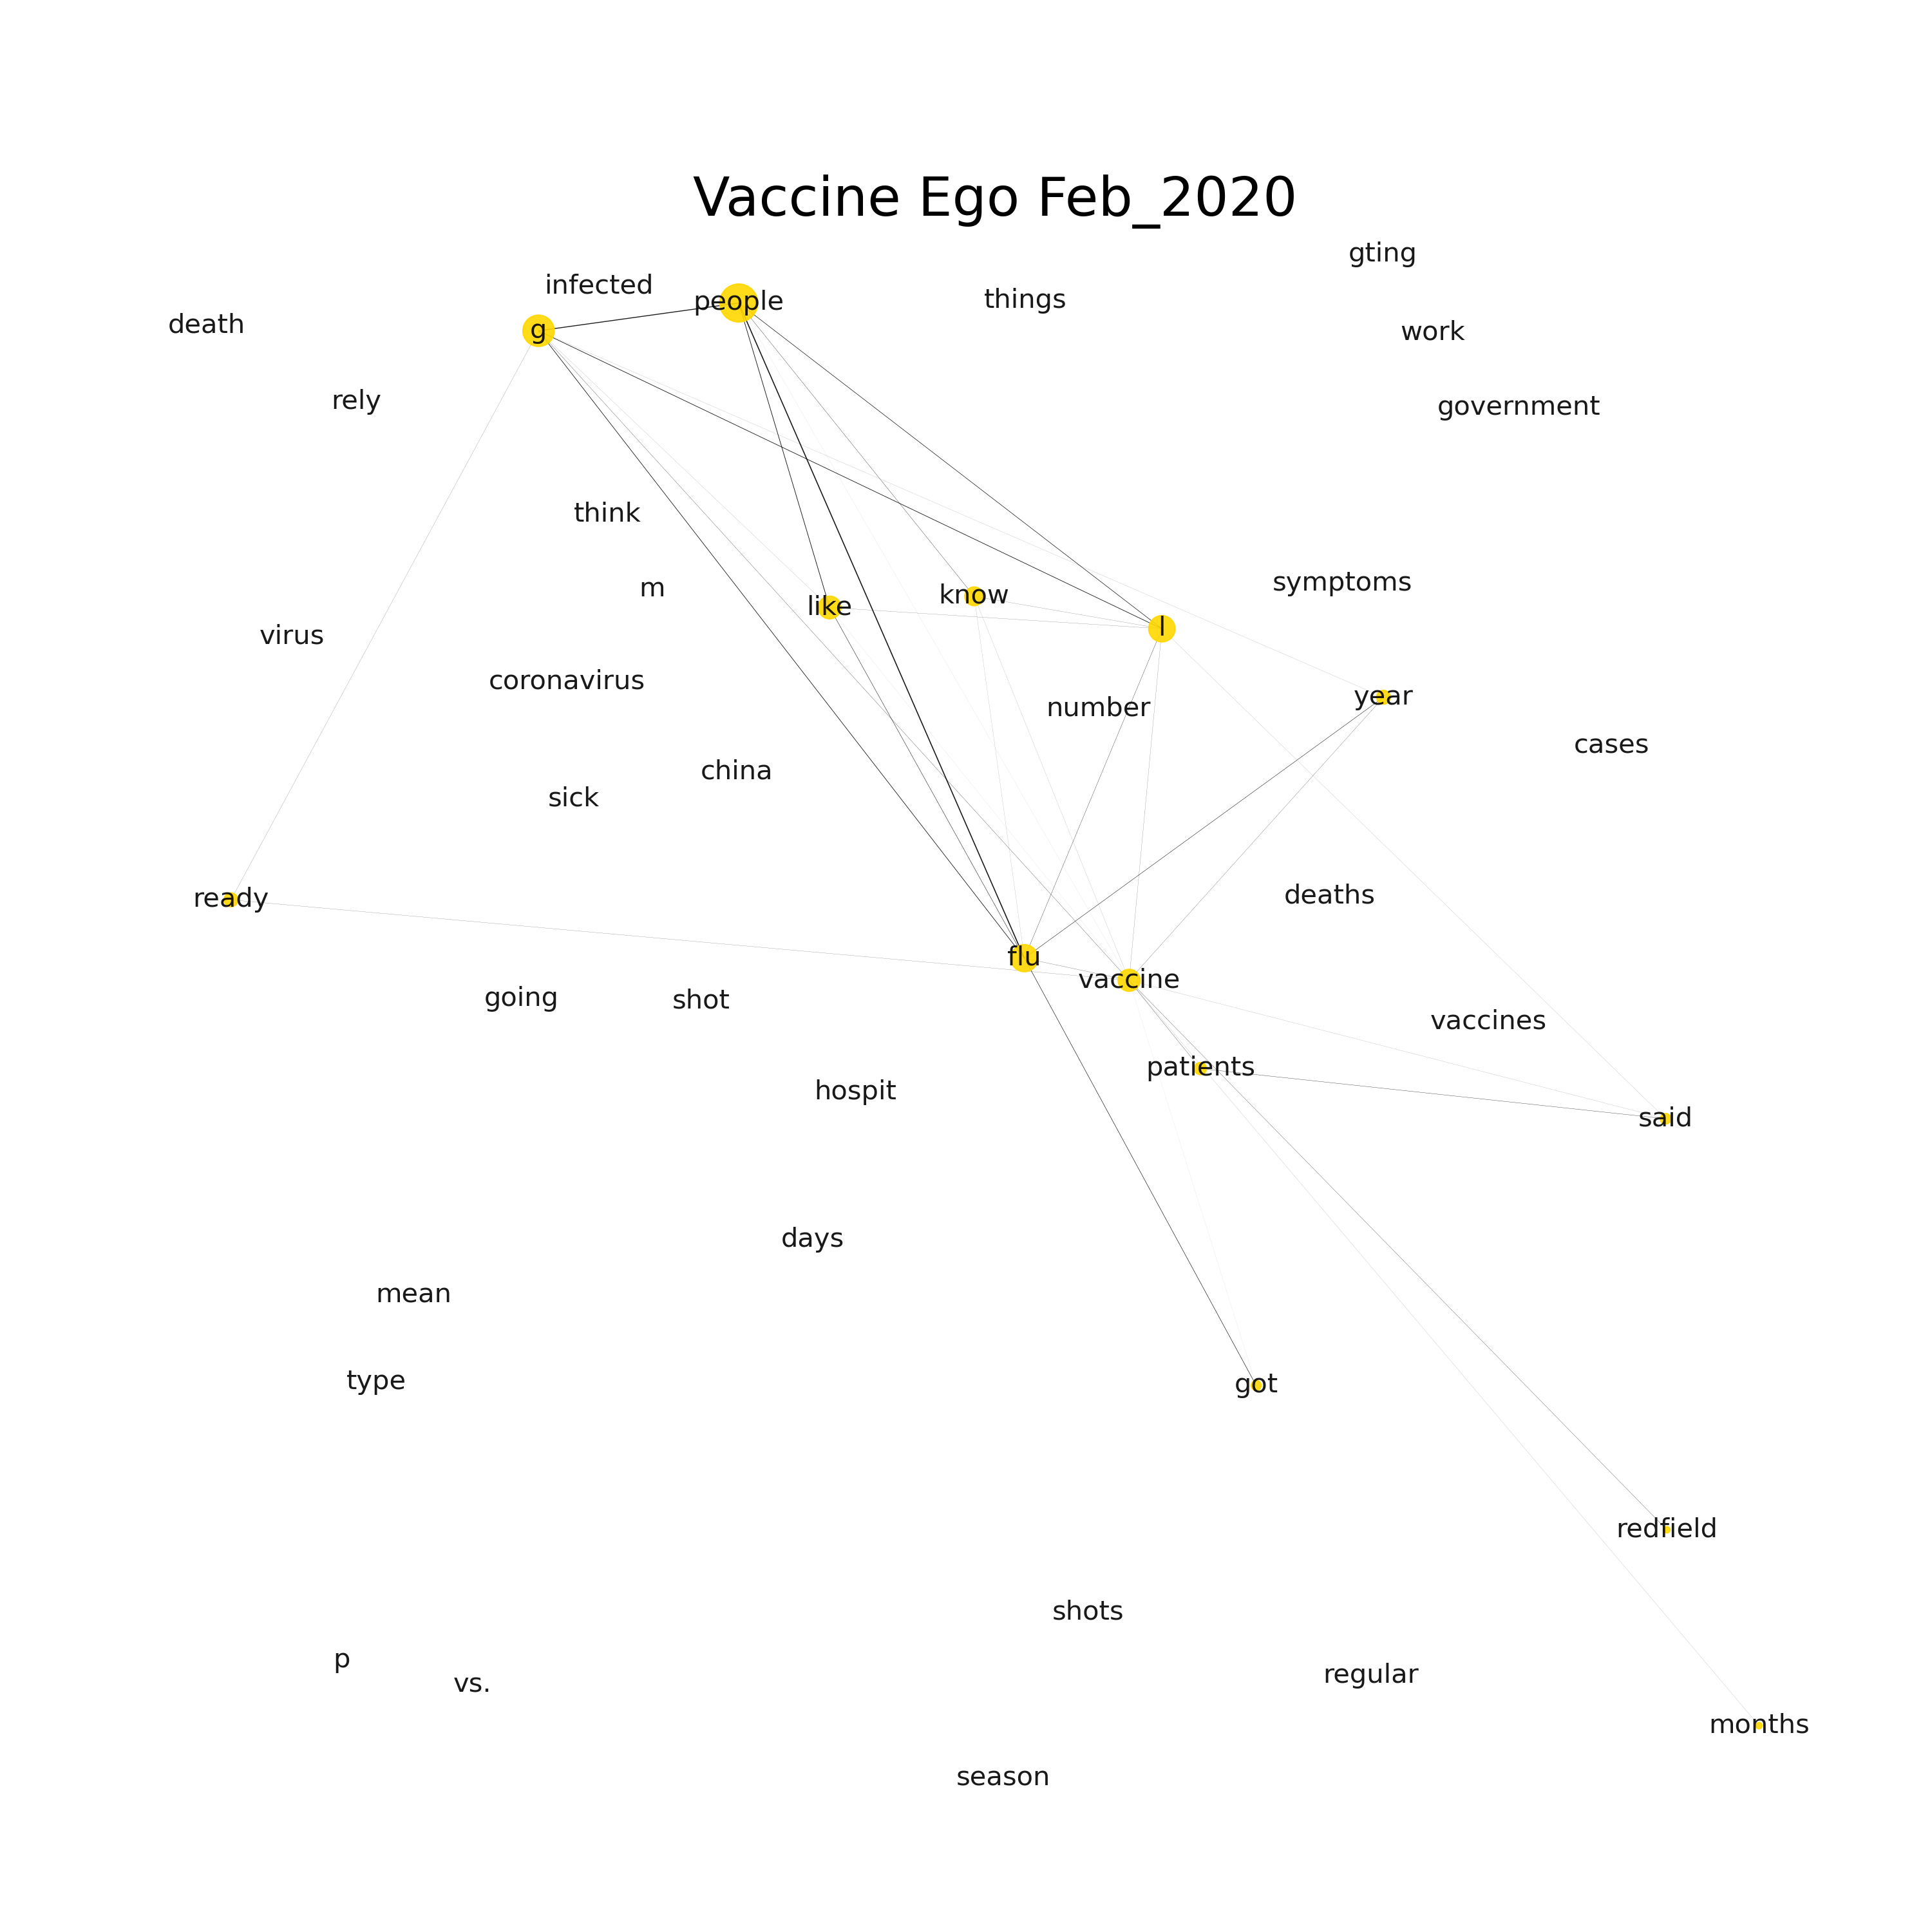 Vaccine Ego Feb_2020
gting
infected
people
things
death
g
work
rely
government
think
symptoms
m
like
know
l
virus
coronavirus
year
number
cases
china
sick
ready
deaths
flu
vaccine
going
shot
vaccines
patients
hospit
said
days
mean
type
got
redfield
shots
p
vs.
regular
months
season